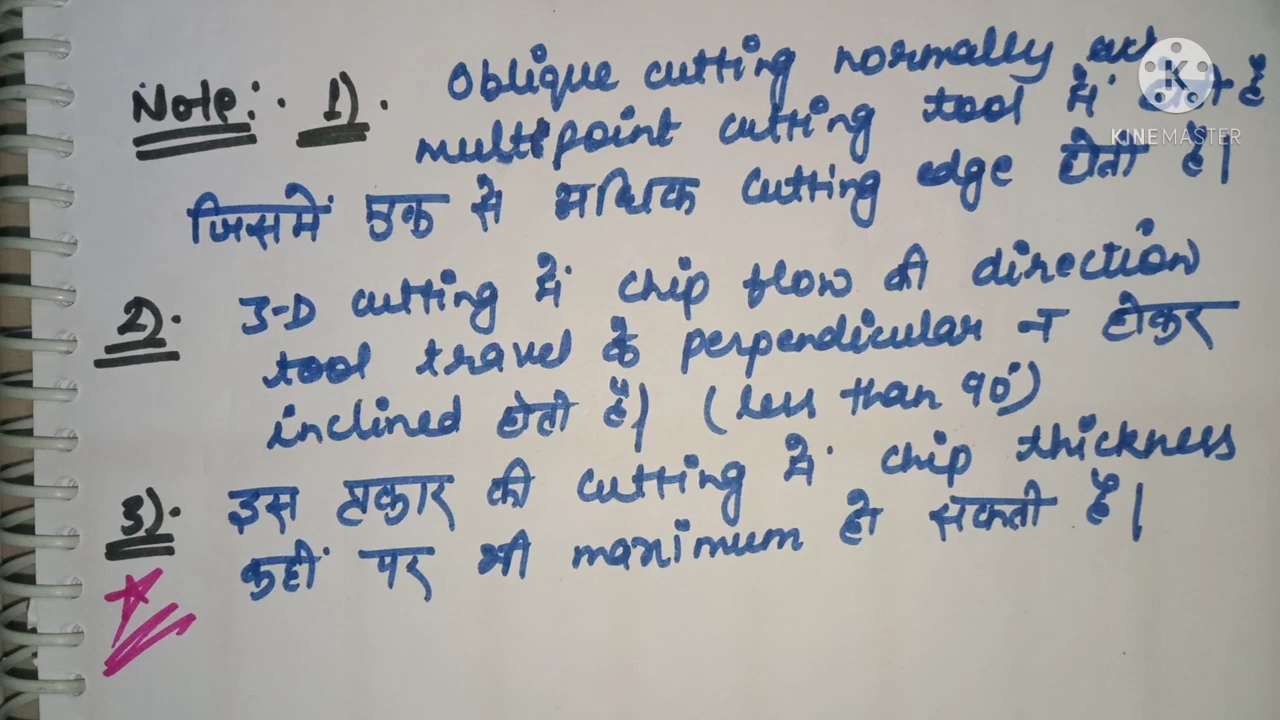 Note:. 1). Oblique cutting normally
multipoint cutting tool में है
जिसमें एक से अधिक cutting edge होती है।
2). 3-D cutting में chip flow की direction
tool travel के perpendicular न होकर
inclined होती है। (less than 90°)
3). इस प्रकार की cutting में chip thickness
कहीं पर भी maximum हो सकती है।
K
KINEMASTER